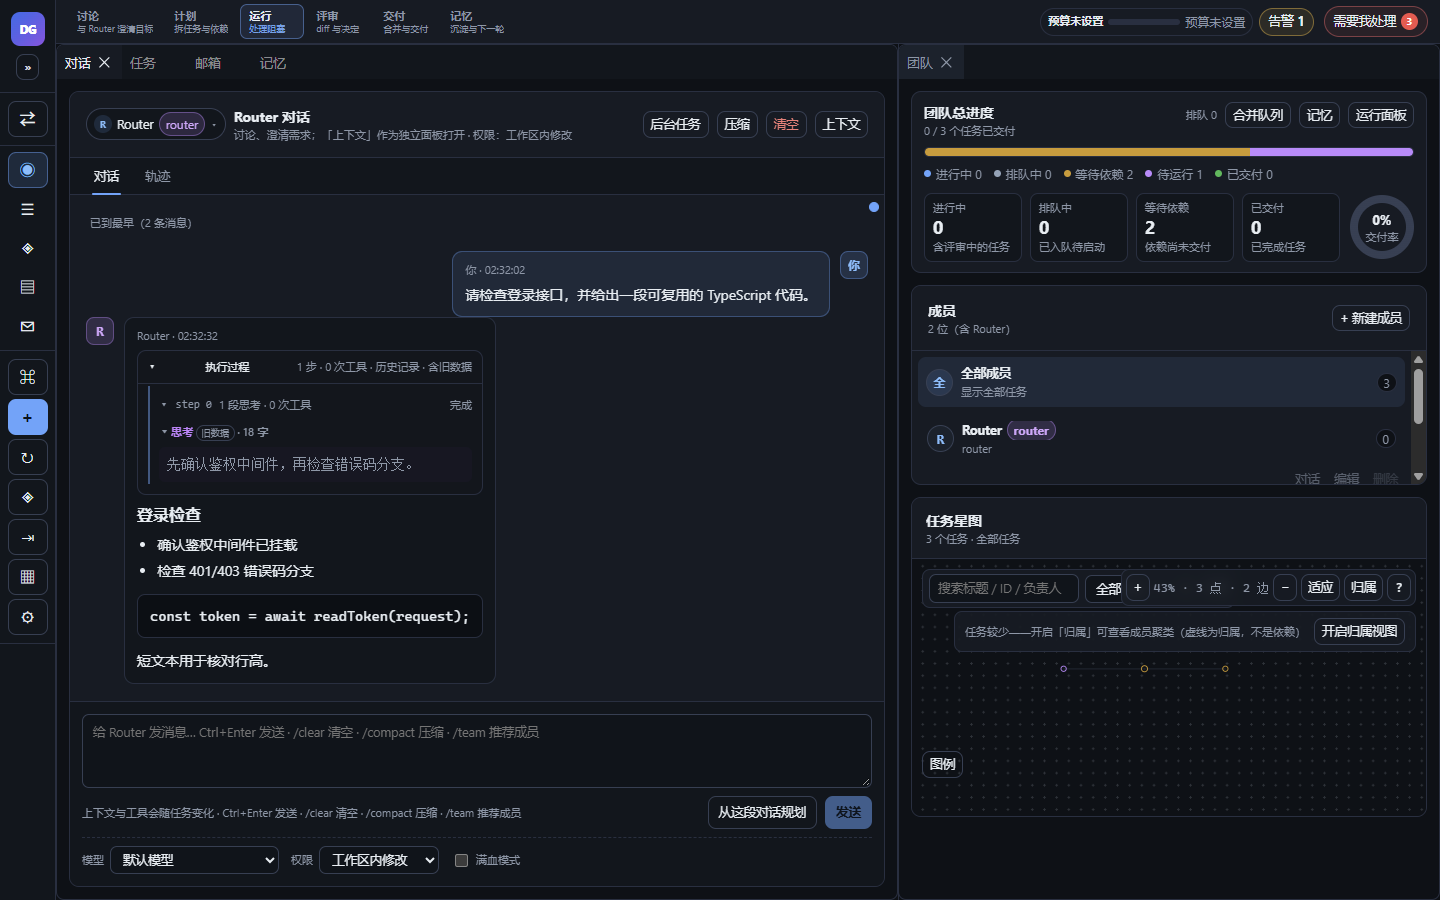 DG
»
讨论
与 Router 澄清目标
计划
拆任务与依赖
运行
处理阻塞
评审
diff 与决定
交付
合并与交付
记忆
沉淀与下一轮
预算未设置
预算未设置
告警 1
需要我处理 3
对话
任务
邮箱
记忆
团队
R Router router
Router 对话
讨论、澄清需求；「上下文」作为独立面板打开 · 权限：工作区内修改
后台任务
压缩
清空
上下文
对话
轨迹
已到最早（2 条消息）
你 · 02:32:02
请检查登录接口，并给出一段可复用的 TypeScript 代码。
你
R
Router · 02:32:32
执行过程
1 步 · 0 次工具 · 历史记录 · 含旧数据
step 0 1 段思考 · 0 次工具
完成
思考 旧数据 · 18 字
先确认鉴权中间件，再检查错误码分支。
登录检查
• 确认鉴权中间件已挂载
• 检查 401/403 错误码分支
const token = await readToken(request);
短文本用于核对行高。
给 Router 发消息... Ctrl+Enter 发送 · /clear 清空 · /compact 压缩 · /team 推荐成员
上下文与工具会随任务变化 · Ctrl+Enter 发送 · /clear 清空 · /compact 压缩 · /team 推荐成员
从这段对话规划
发送
模型
默认模型
权限
工作区内修改
满血模式
团队总进度
0 / 3 个任务已交付
排队 0
合并队列
记忆
运行面板
进行中 0
排队中 0
等待依赖 2
待运行 1
已交付 0
进行中
0
含评审中的任务
排队中
0
已入队待启动
等待依赖
2
依赖尚未交付
已交付
0
已完成任务
0%
交付率
成员
2 位（含 Router）
+ 新建成员
全
全部成员
显示全部任务
3
R
Router router
router
0
对话
编辑
删除
任务星图
3 个任务 · 全部任务
搜索标题 / ID / 负责人
全部
+
43% · 3 点 · 2 边
−
适应
归属
?
任务较少——开启「归属」可查看成员聚类（虚线为归属，不是依赖）
开启归属视图
图例